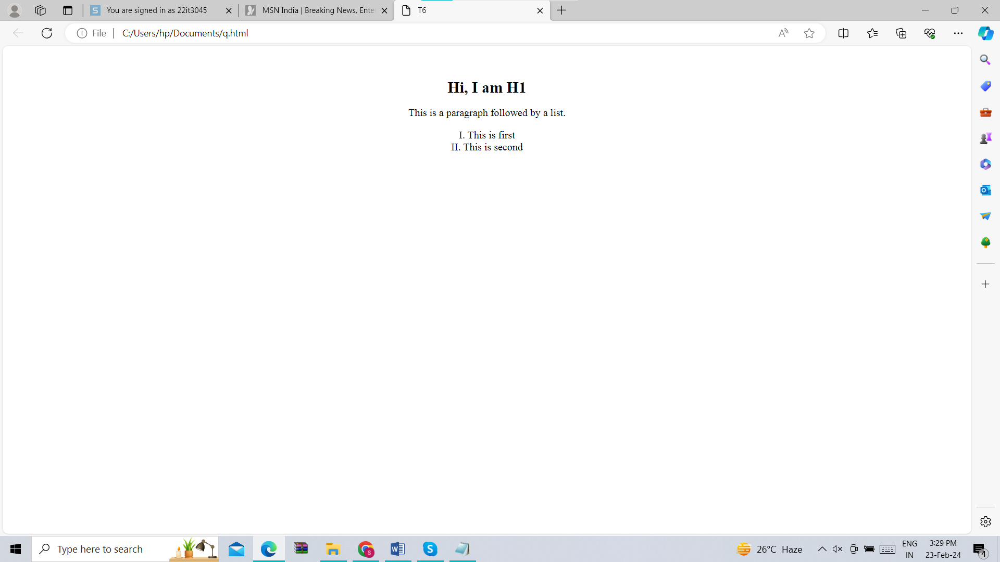 You are signed in as 22it3045
MSN India | Breaking News, Ente
T6
File
C:/Users/hp/Documents/q.html
Hi, I am H1
This is a paragraph followed by a list.
I. This is first
II. This is second
Type here to search
26°C Haze
ENG
IN
3:29 PM
23-Feb-24
4